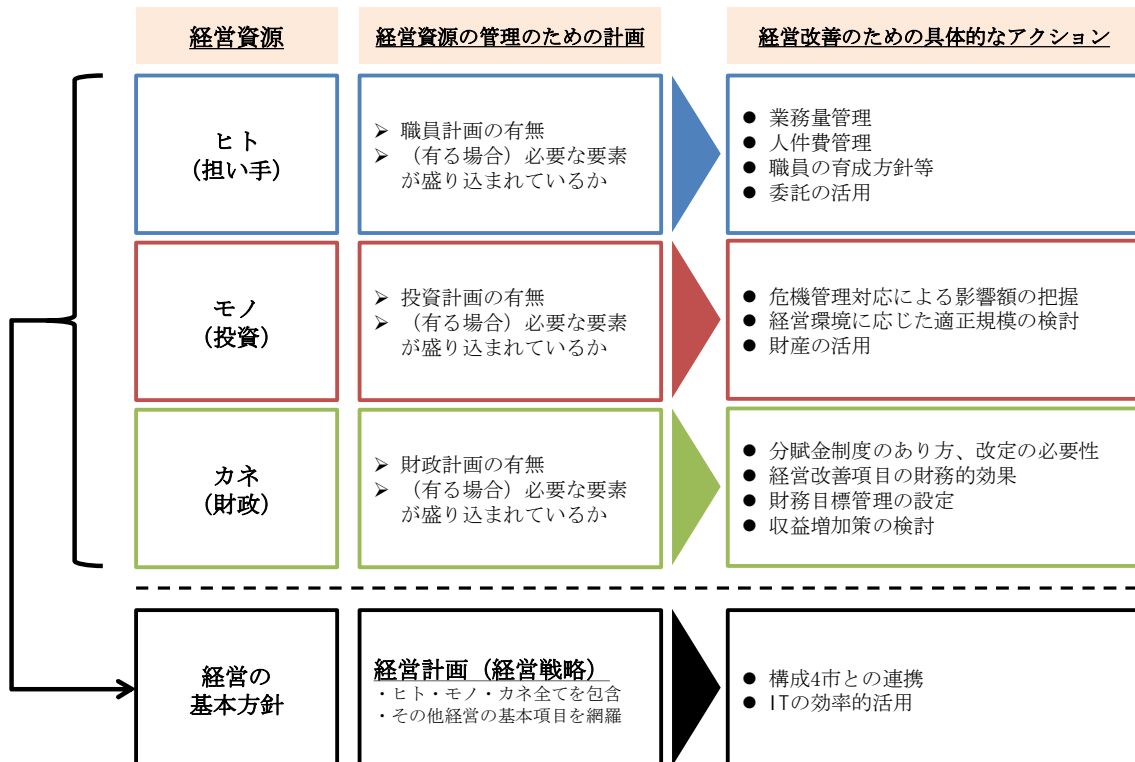 経営資源
経営資源の管理のための計画
経営改善のための具体的なアクション
ヒト
(担い手)
➢ 職員計画の有無
➢ (有る場合)必要な要素
が盛り込まれているか
● 業務量管理
● 人件費管理
● 職員の育成方針等
● 委託の活用
モノ
(投資)
➢ 投資計画の有無
➢ (有る場合)必要な要素
が盛り込まれているか
● 危機管理対応による影響額の把握
● 経営環境に応じた適正規模の検討
● 財産の活用
カネ
(財政)
➢ 財政計画の有無
➢ (有る場合)必要な要素
が盛り込まれているか
● 分賦金制度のあり方、改定の必要性
● 経営改善項目の財務的効果
● 財務目標管理の設定
● 収益増加策の検討
経営の
基本方針
経営計画(経営戦略)
・ヒト・モノ・カネ全てを包含
・その他経営の基本項目を網羅
● 構成4市との連携
● ITの効率的活用